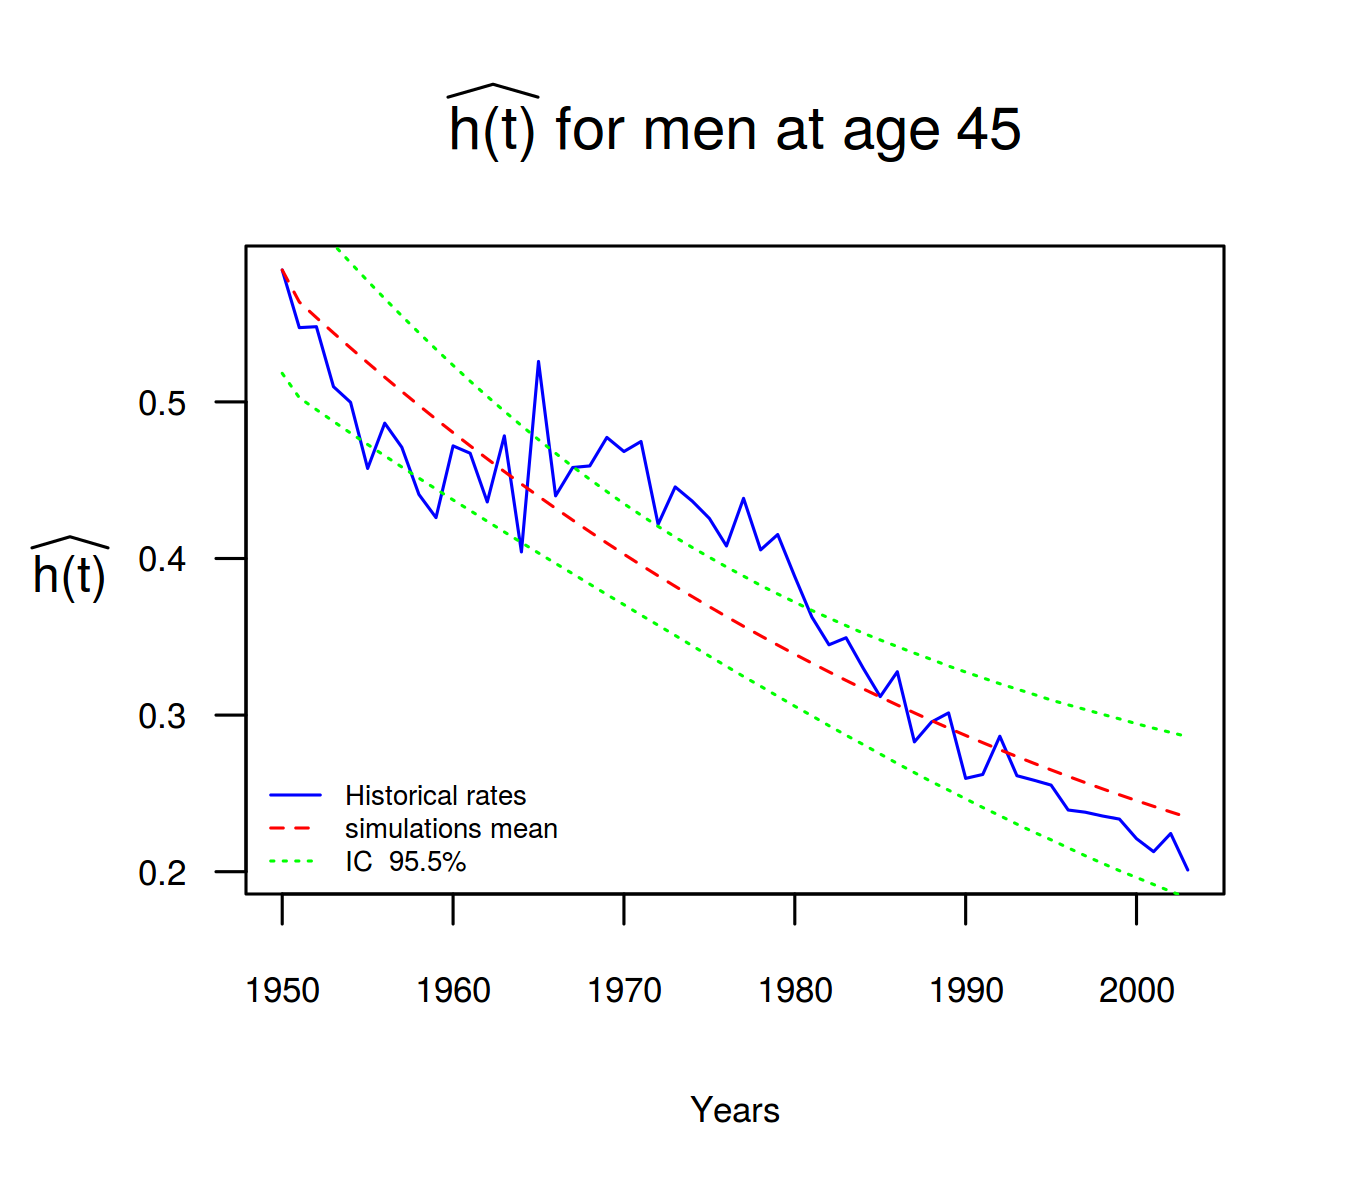 h(t) for men at age 45
0.5
0.4
0.3
0.2
h(t)
Historical rates
simulations mean
IC  95.5%
1950 1960 1970 1980 1990 2000
Years